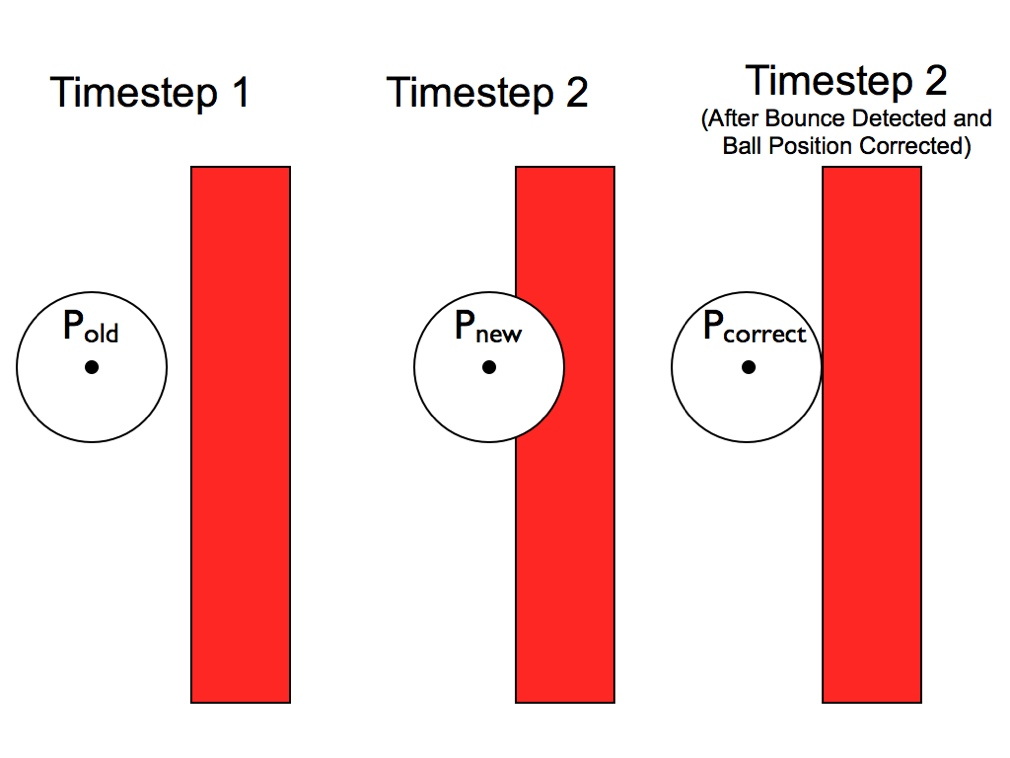 Timestep 1
Timestep 2
Timestep 2
(After Bounce Detected and
Ball Position Corrected)
Pold
Pnew
Pcorrect